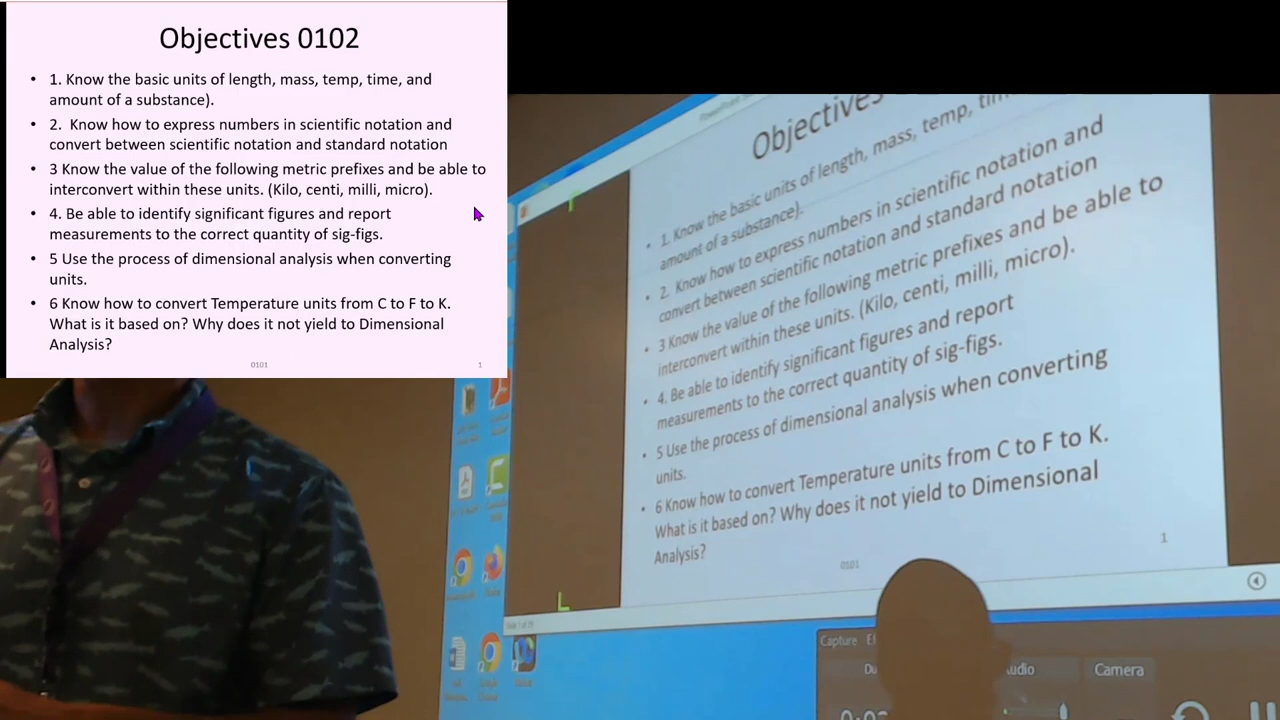 Objectives 0102
• 1. Know the basic units of length, mass, temp, time, and
amount of a substance).
• 2.  Know how to express numbers in scientific notation and
convert between scientific notation and standard notation
• 3 Know the value of the following metric prefixes and be able to
interconvert within these units. (Kilo, centi, milli, micro).
• 4. Be able to identify significant figures and report
measurements to the correct quantity of sig-figs.
• 5 Use the process of dimensional analysis when converting
units.
• 6 Know how to convert Temperature units from C to F to K.
What is it based on? Why does it not yield to Dimensional
Analysis?
0101
1
Objectives
• 1. Know the basic units of length, mass, temp,
amount of a substance).
• 2. Know how to express numbers in scientific notation and
convert between scientific notation and standard notation
• 3 Know the value of the following metric prefixes and be able to
interconvert within these units. (Kilo, centi, milli, micro).
• 4. Be able to identify significant figures and report
measurements to the correct quantity of sig-figs.
• 5 Use the process of dimensional analysis when converting
units.
• 6 Know how to convert Temperature units from C to F to K.
What is it based on? Why does it not yield to Dimensional
Analysis?
0101
1
Capture
Camera